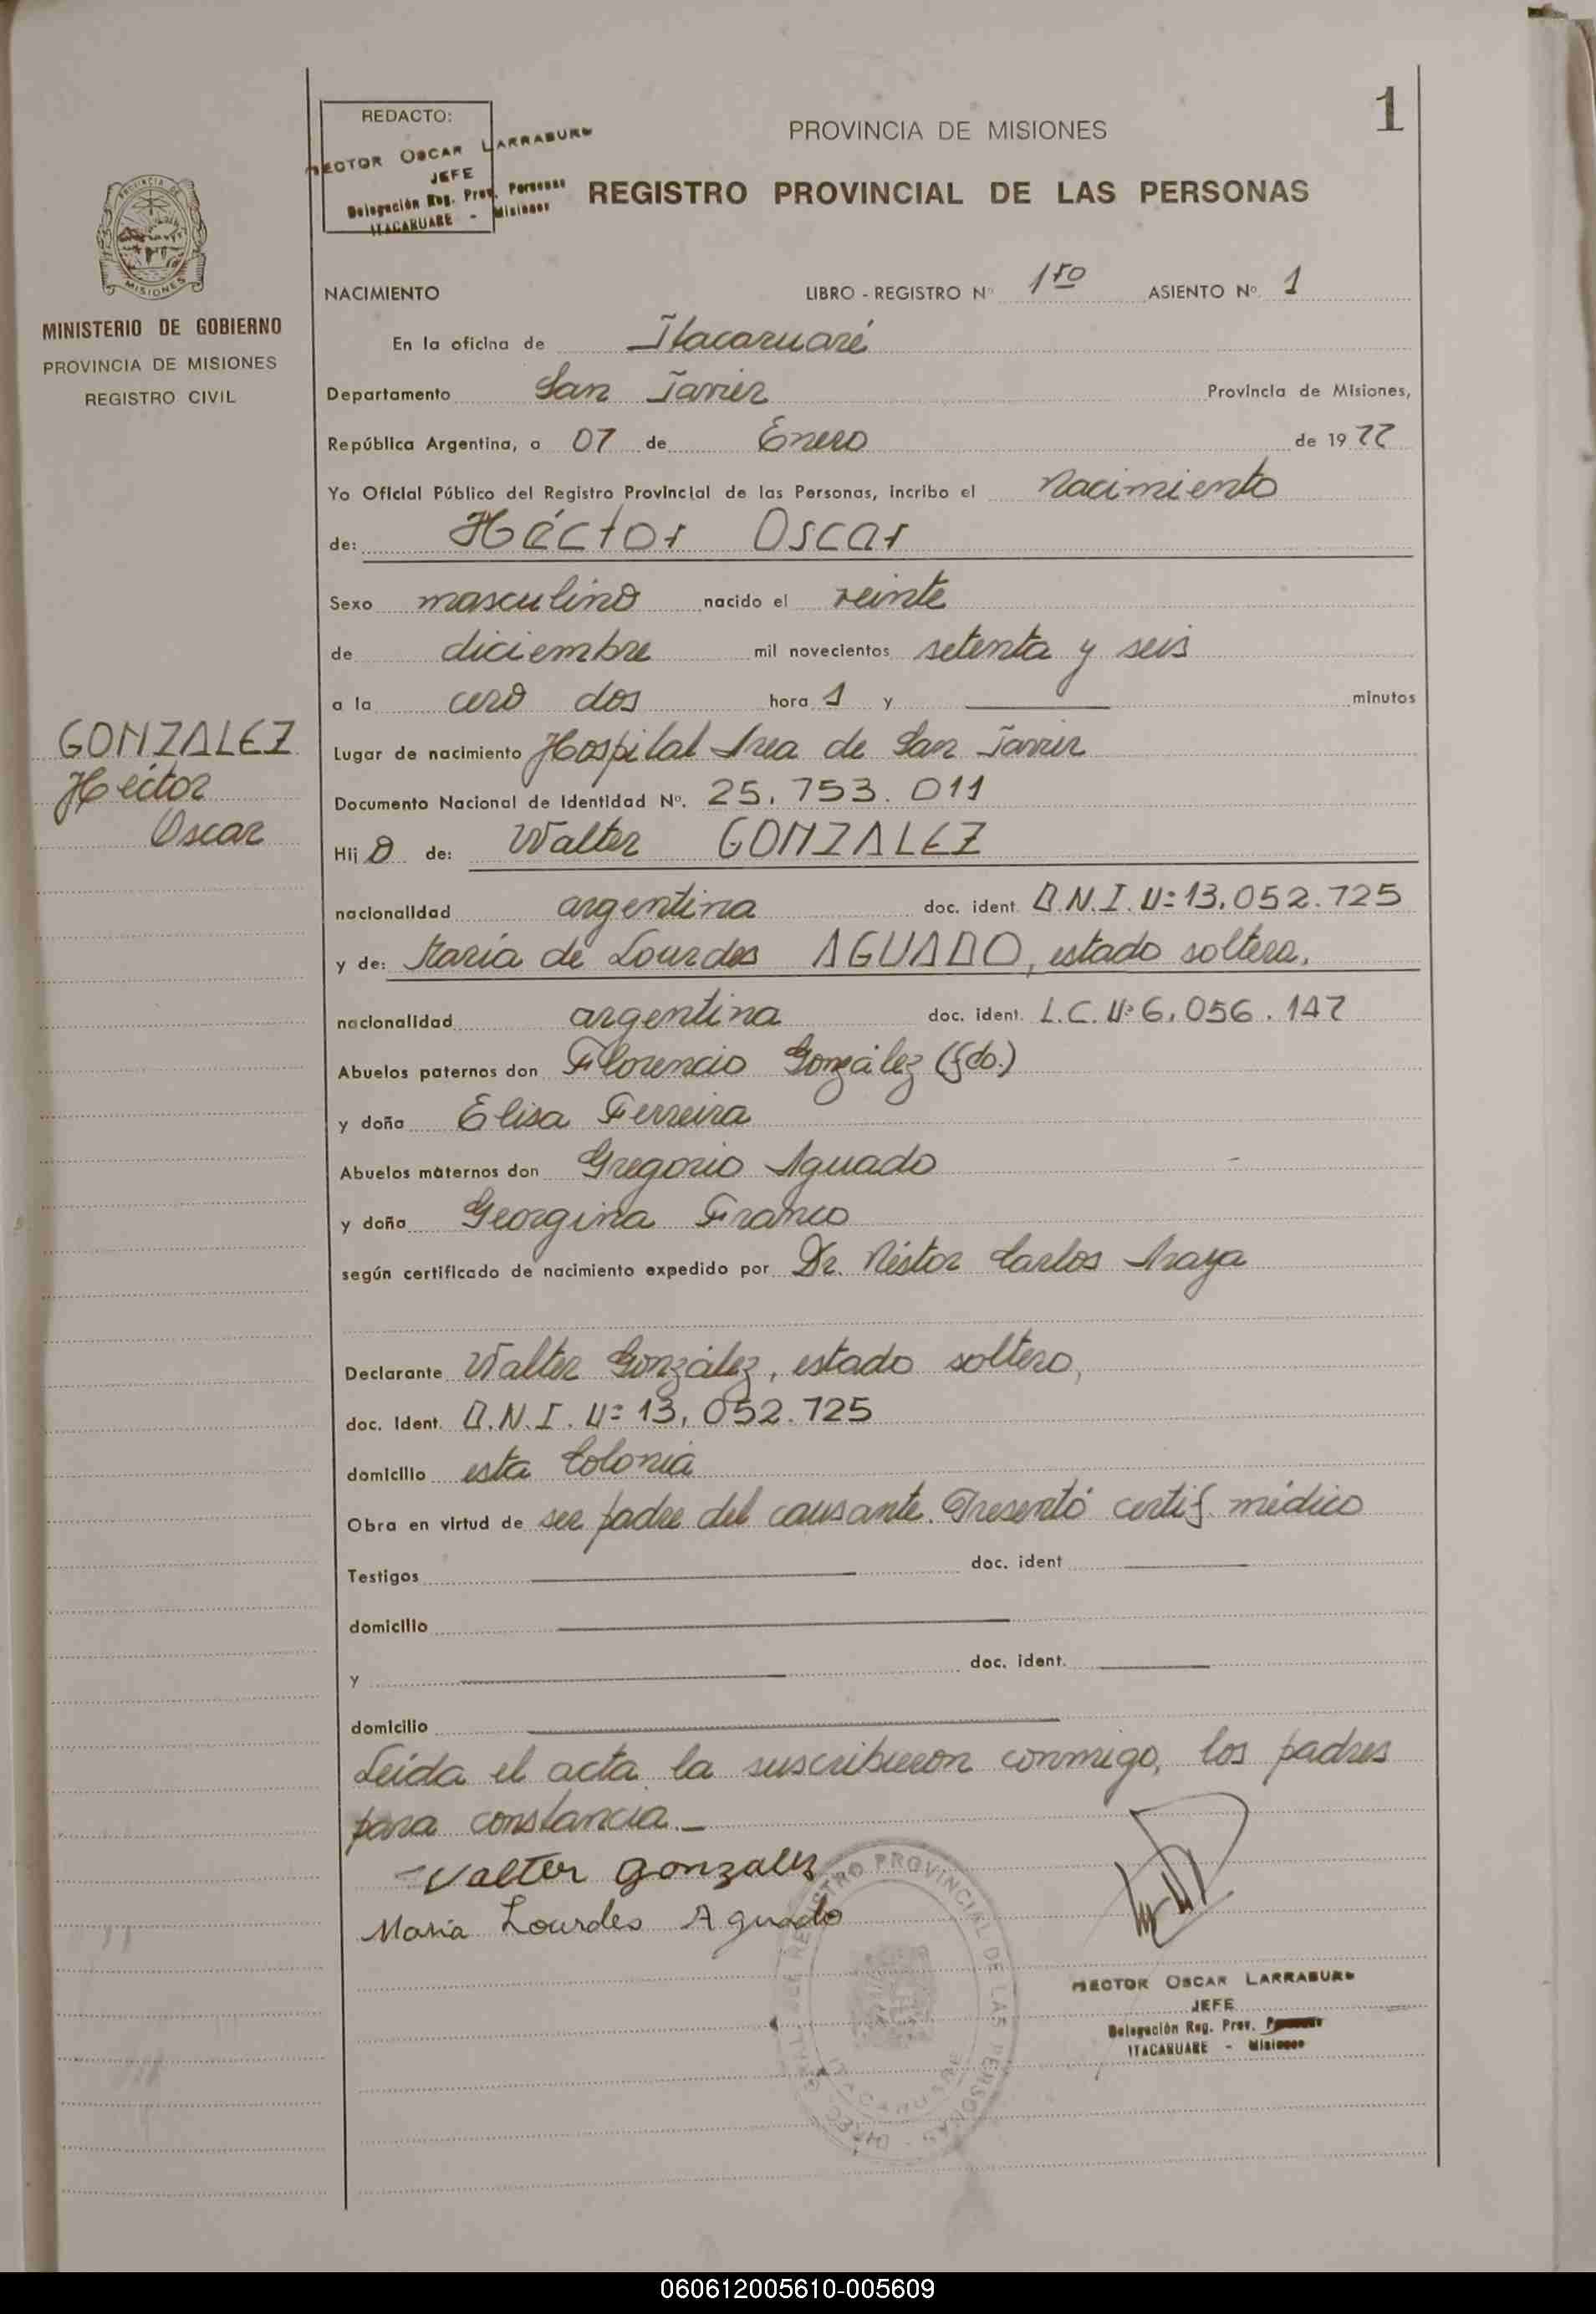 1
REDACTO:
HECTOR OSCAR LARRABURU
JEFE
Delegación Reg. Prov. Personas
ITACARUARE - Misiones
PROVINCIA DE MISIONES
REGISTRO PROVINCIAL DE LAS PERSONAS
PROVINCIA DE
MISIONES
MINISTERIO DE GOBIERNO
PROVINCIA DE MISIONES
REGISTRO CIVIL
NACIMIENTO LIBRO - REGISTRO Nº 1ro ASIENTO Nº. 1
En la oficina de Itacaruaré
Departamento San Javier Provincia de Misiones,
República Argentina, a 07 de Enero de 1977
Yo Oficial Público del Registro Provincial de las Personas, incribo el Nacimiento
de: Héctor Oscar
Sexo masculino nacido el veinte
de diciembre mil novecientos setenta y seis
a la cero dos hora 1 y minutos
GONZALEZ
Héctor
Oscar
Lugar de nacimiento Hospital Area de San Javier
Documento Nacional de Identidad Nº. 25.753.011
Hij o de: Walter GONZALEZ
nacionalidad argentina doc. ident. D.N.I. Nº 13.052.725
y de: María de Lourdes AGUADO, estado soltera.
nacionalidad argentina doc. ident. L.C. Nº 6.056.147
Abuelos paternos don Florencio González (fdo.)
y doña Elisa Ferreira
Abuelos maternos don Gregorio Aguado
y doña Georgina Franco
según certificado de nacimiento expedido por Dr. Néstor Carlos Araya
Declarante Walter González, estado soltero,
doc. Ident. D.N.I. Nº 13.052.725
domicilio esta Colonia
Obra en virtud de ser padre del causante. Presentó certif. médico
Testigos doc. ident
domicilio
y doc. ident.
domicilio
Leída el acta la suscribieron conmigo, los padres
para constancia.-
Walter gonzalez
María Lourdes Aguado
REGISTRO PROVINCIAL DE LAS PERSONAS
ITACARUARE
HECTOR OSCAR LARRABURU
JEFE
Delegación Reg. Prov. Personas
ITACARUARE - Misiones
060612005610-005609